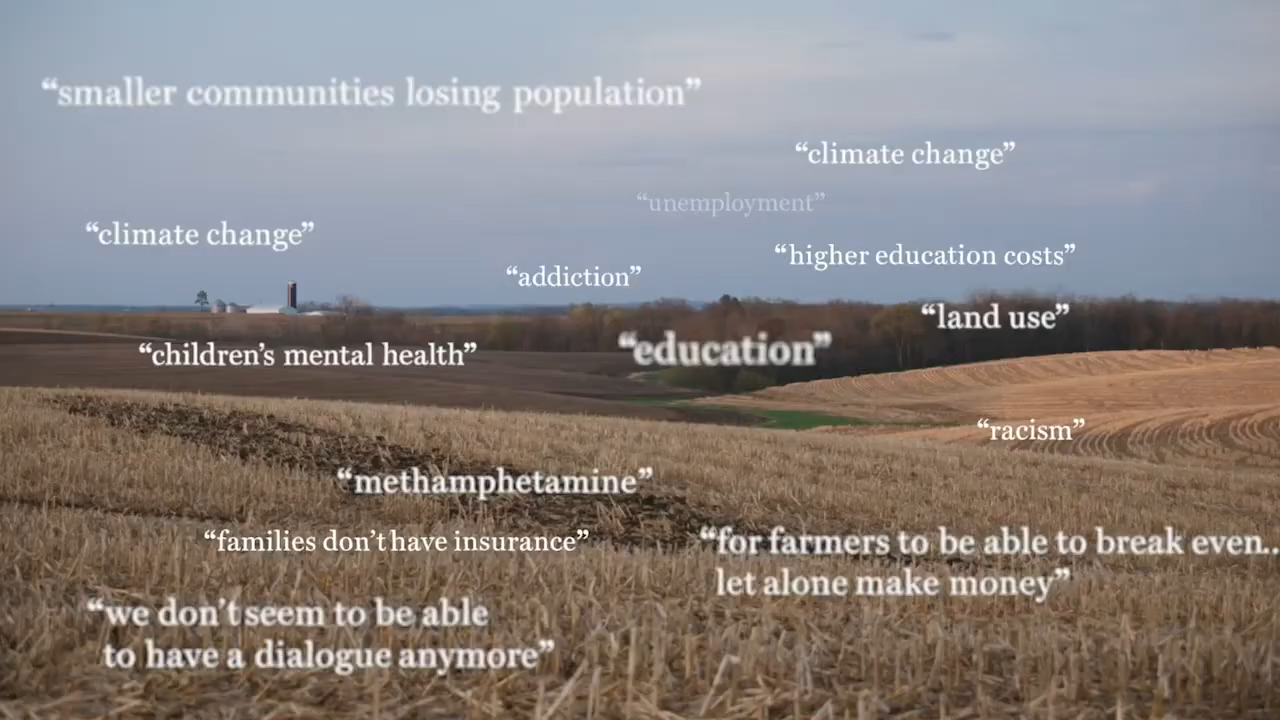 “smaller communities losing population”
“climate change”
“unemployment”
“climate change”
“higher education costs”
“addiction”
“land use”
“education”
“children’s mental health”
“racism”
“methamphetamine”
“families don’t have insurance”
“for farmers to be able to break even..
let alone make money”
“we don’t seem to be able
to have a dialogue anymore”